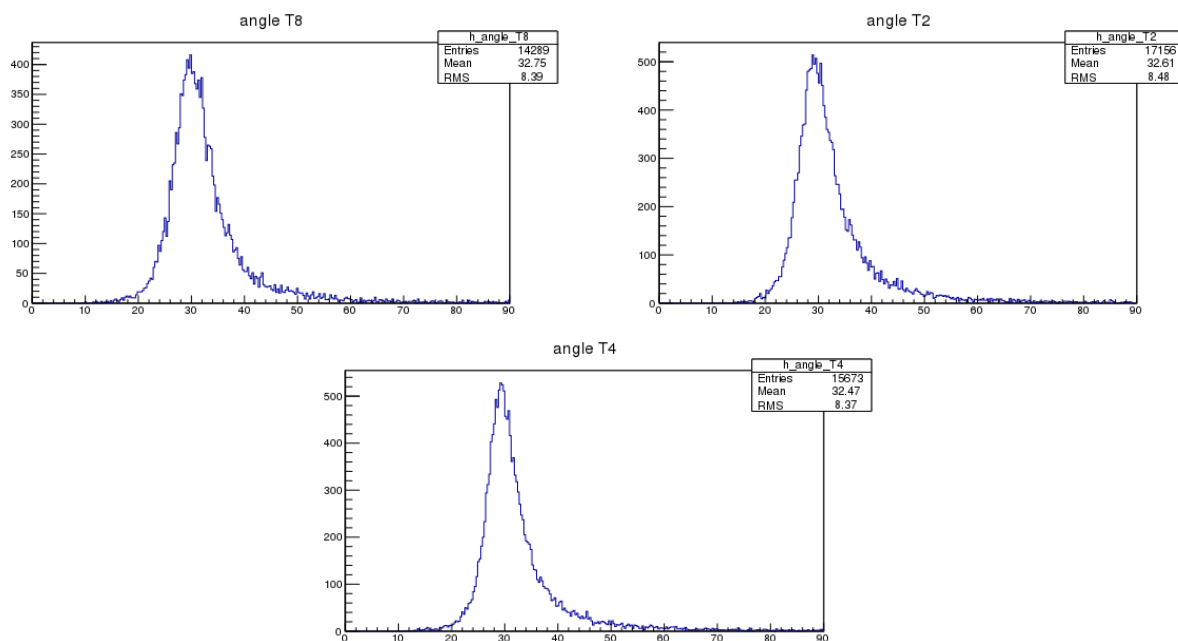 angle T8
h_angle_T8
Entries 14289
Mean 32.75
RMS 8.39
400
350
300
250
200
150
100
50
0
0 10 20 30 40 50 60 70 80 90
angle T2
h_angle_T2
Entries 17156
Mean 32.61
RMS 8.48
500
400
300
200
100
0
0 10 20 30 40 50 60 70 80 90
angle T4
h_angle_T4
Entries 15673
Mean 32.47
RMS 8.37
500
400
300
200
100
0
0 10 20 30 40 50 60 70 80 90